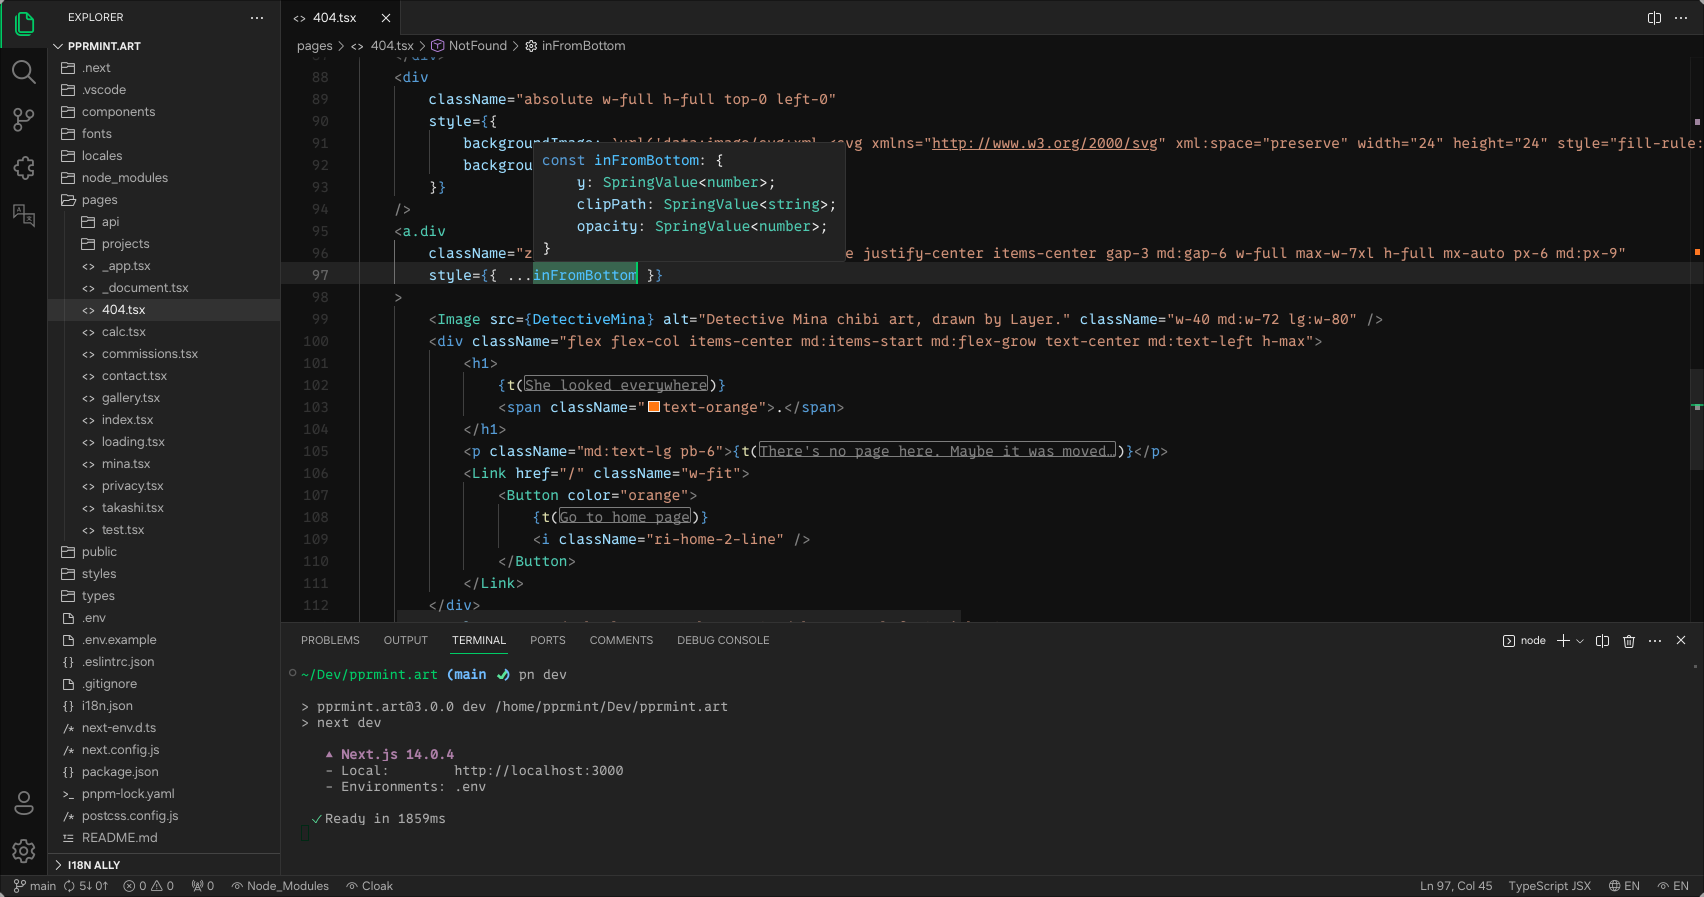 EXPLORER
PPRMINT.ART
.next
.vscode
components
fonts
locales
node_modules
pages
api
projects
_app.tsx
_document.tsx
404.tsx
calc.tsx
commissions.tsx
contact.tsx
gallery.tsx
index.tsx
loading.tsx
mina.tsx
privacy.tsx
takashi.tsx
test.tsx
public
styles
types
.env
.env.example
.eslintrc.json
.gitignore
i18n.json
next-env.d.ts
next.config.js
package.json
pnpm-lock.yaml
postcss.config.js
README.md
I18N ALLY
404.tsx
pages > 404.tsx > NotFound > inFromBottom
88 <div
89 className="absolute w-full h-full top-0 left-0"
90 style={{
91 xmlns="http://www.w3.org/2000/svg" xml:space="preserve" width="24" height="24" style="fill-rule:
92 backgrou
93 }}
94 />
95 <a.div
96 className="z justify-center items-center gap-3 md:gap-6 w-full max-w-7xl h-full mx-auto px-6 md:px-9"
97 style={{ ...inFromBottom }}
98 >
99 <Image src={DetectiveMina} alt="Detective Mina chibi art, drawn by Layer." className="w-40 md:w-72 lg:w-80" />
100 <div className="flex flex-col items-center md:items-start md:flex-grow text-center md:text-left h-max">
101 <h1>
102 {t(She looked everywhere)}
103 <span className="text-orange">.</span>
104 </h1>
105 <p className="md:text-lg pb-6">{t(There's no page here. Maybe it was moved…)}</p>
106 <Link href="/" className="w-fit">
107 <Button color="orange">
108 {t(Go to home page)}
109 <i className="ri-home-2-line" />
110 </Button>
111 </Link>
112 </div>
const inFromBottom: {
y: SpringValue<number>;
clipPath: SpringValue<string>;
opacity: SpringValue<number>;
}
PROBLEMS OUTPUT TERMINAL PORTS COMMENTS DEBUG CONSOLE
node
~/Dev/pprmint.art (main ✔) pn dev
> pprmint.art@3.0.0 dev /home/pprmint/Dev/pprmint.art
> next dev
▲ Next.js 14.0.4
- Local: http://localhost:3000
- Environments: .env
✓ Ready in 1859ms
main 5↓ 0↑ 0 0 0 Node_Modules Cloak
Ln 97, Col 45 TypeScript JSX EN EN